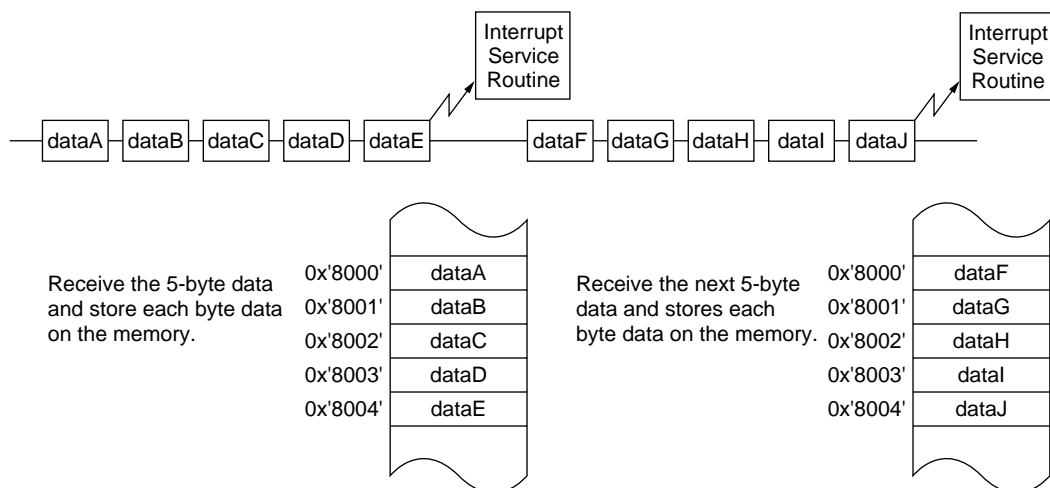 Interrupt
Service
Routine
Interrupt
Service
Routine
dataA dataB dataC dataD dataE dataF dataG dataH dataI dataJ
Receive the 5-byte data
and store each byte data
on the memory.
0x'8000' dataA
0x'8001' dataB
0x'8002' dataC
0x'8003' dataD
0x'8004' dataE
Receive the next 5-byte
data and stores each
byte data on the memory.
0x'8000' dataF
0x'8001' dataG
0x'8002' dataH
0x'8003' dataI
0x'8004' dataJ